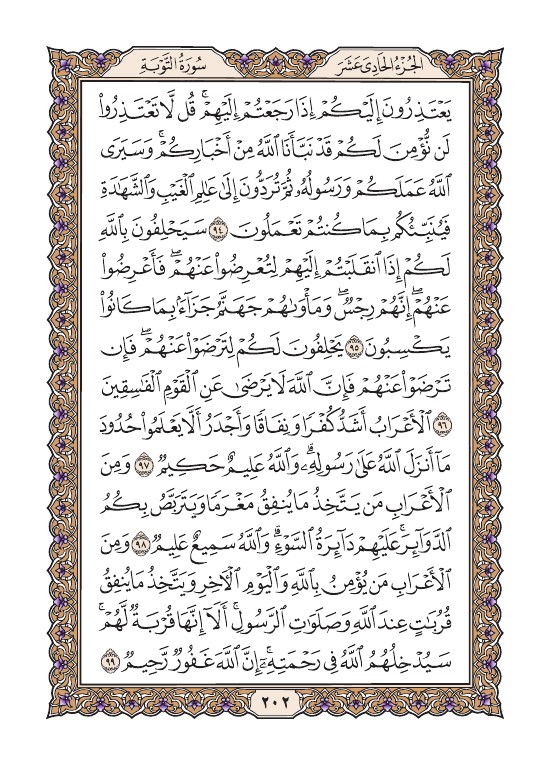 الجُزْءُ الحَادِى عَشَرَ
سُورَةُ التَّوْبَةِ
يَعْتَذِرُونَ إِلَيْكُمْ إِذَا رَجَعْتُمْ إِلَيْهِمْ ۚ قُل لَّا تَعْتَذِرُوا۟
لَن نُّؤْمِنَ لَكُمْ قَدْ نَبَّأَنَا ٱللَّهُ مِنْ أَخْبَارِكُمْ ۚ وَسَيَرَى
ٱللَّهُ عَمَلَكُمْ وَرَسُولُهُۥ ثُمَّ تُرَدُّونَ إِلَىٰ عَٰلِمِ ٱلْغَيْبِ وَٱلشَّهَٰدَةِ
فَيُنَبِّئُكُم بِمَا كُنتُمْ تَعْمَلُونَ ٩٤ سَيَحْلِفُونَ بِٱللَّهِ
لَكُمْ إِذَا ٱنقَلَبْتُمْ إِلَيْهِمْ لِتُعْرِضُوا۟ عَنْهُمْ ۖ فَأَعْرِضُوا۟
عَنْهُمْ ۖ إِنَّهُمْ رِجْسٌ ۖ وَمَأْوَىٰهُمْ جَهَنَّمُ جَزَآءًۢ بِمَا كَانُوا۟
يَكْسِبُونَ ٩٥ يَحْلِفُونَ لَكُمْ لِتَرْضَوْا۟ عَنْهُمْ ۖ فَإِن
تَرْضَوْا۟ عَنْهُمْ فَإِنَّ ٱللَّهَ لَا يَرْضَىٰ عَنِ ٱلْقَوْمِ ٱلْفَٰسِقِينَ
٩٦ ٱلْأَعْرَابُ أَشَدُّ كُفْرًا وَنِفَاقًا وَأَجْدَرُ أَلَّا يَعْلَمُوا۟ حُدُودَ
مَآ أَنزَلَ ٱللَّهُ عَلَىٰ رَسُولِهِۦ ۗ وَٱللَّهُ عَلِيمٌ حَكِيمٌ ٩٧ وَمِنَ
ٱلْأَعْرَابِ مَن يَتَّخِذُ مَا يُنفِقُ مَغْرَمًا وَيَتَرَبَّصُ بِكُمُ
ٱلدَّوَآئِرَ ۚ عَلَيْهِمْ دَآئِرَةُ ٱلسَّوْءِ ۗ وَٱللَّهُ سَمِيعٌ عَلِيمٌ ٩٨ وَمِنَ
ٱلْأَعْرَابِ مَن يُؤْمِنُ بِٱللَّهِ وَٱلْيَوْمِ ٱلْءَاخِرِ وَيَتَّخِذُ مَا يُنفِقُ
قُرُبَٰتٍ عِندَ ٱللَّهِ وَصَلَوَٰتِ ٱلرَّسُولِ ۚ أَلَآ إِنَّهَا قُرْبَةٌ لَّهُمْ ۚ
سَيُدْخِلُهُمُ ٱللَّهُ فِى رَحْمَتِهِۦٓ ۗ إِنَّ ٱللَّهَ غَفُورٌ رَّحِيمٌ ٩٩
٢٠٢